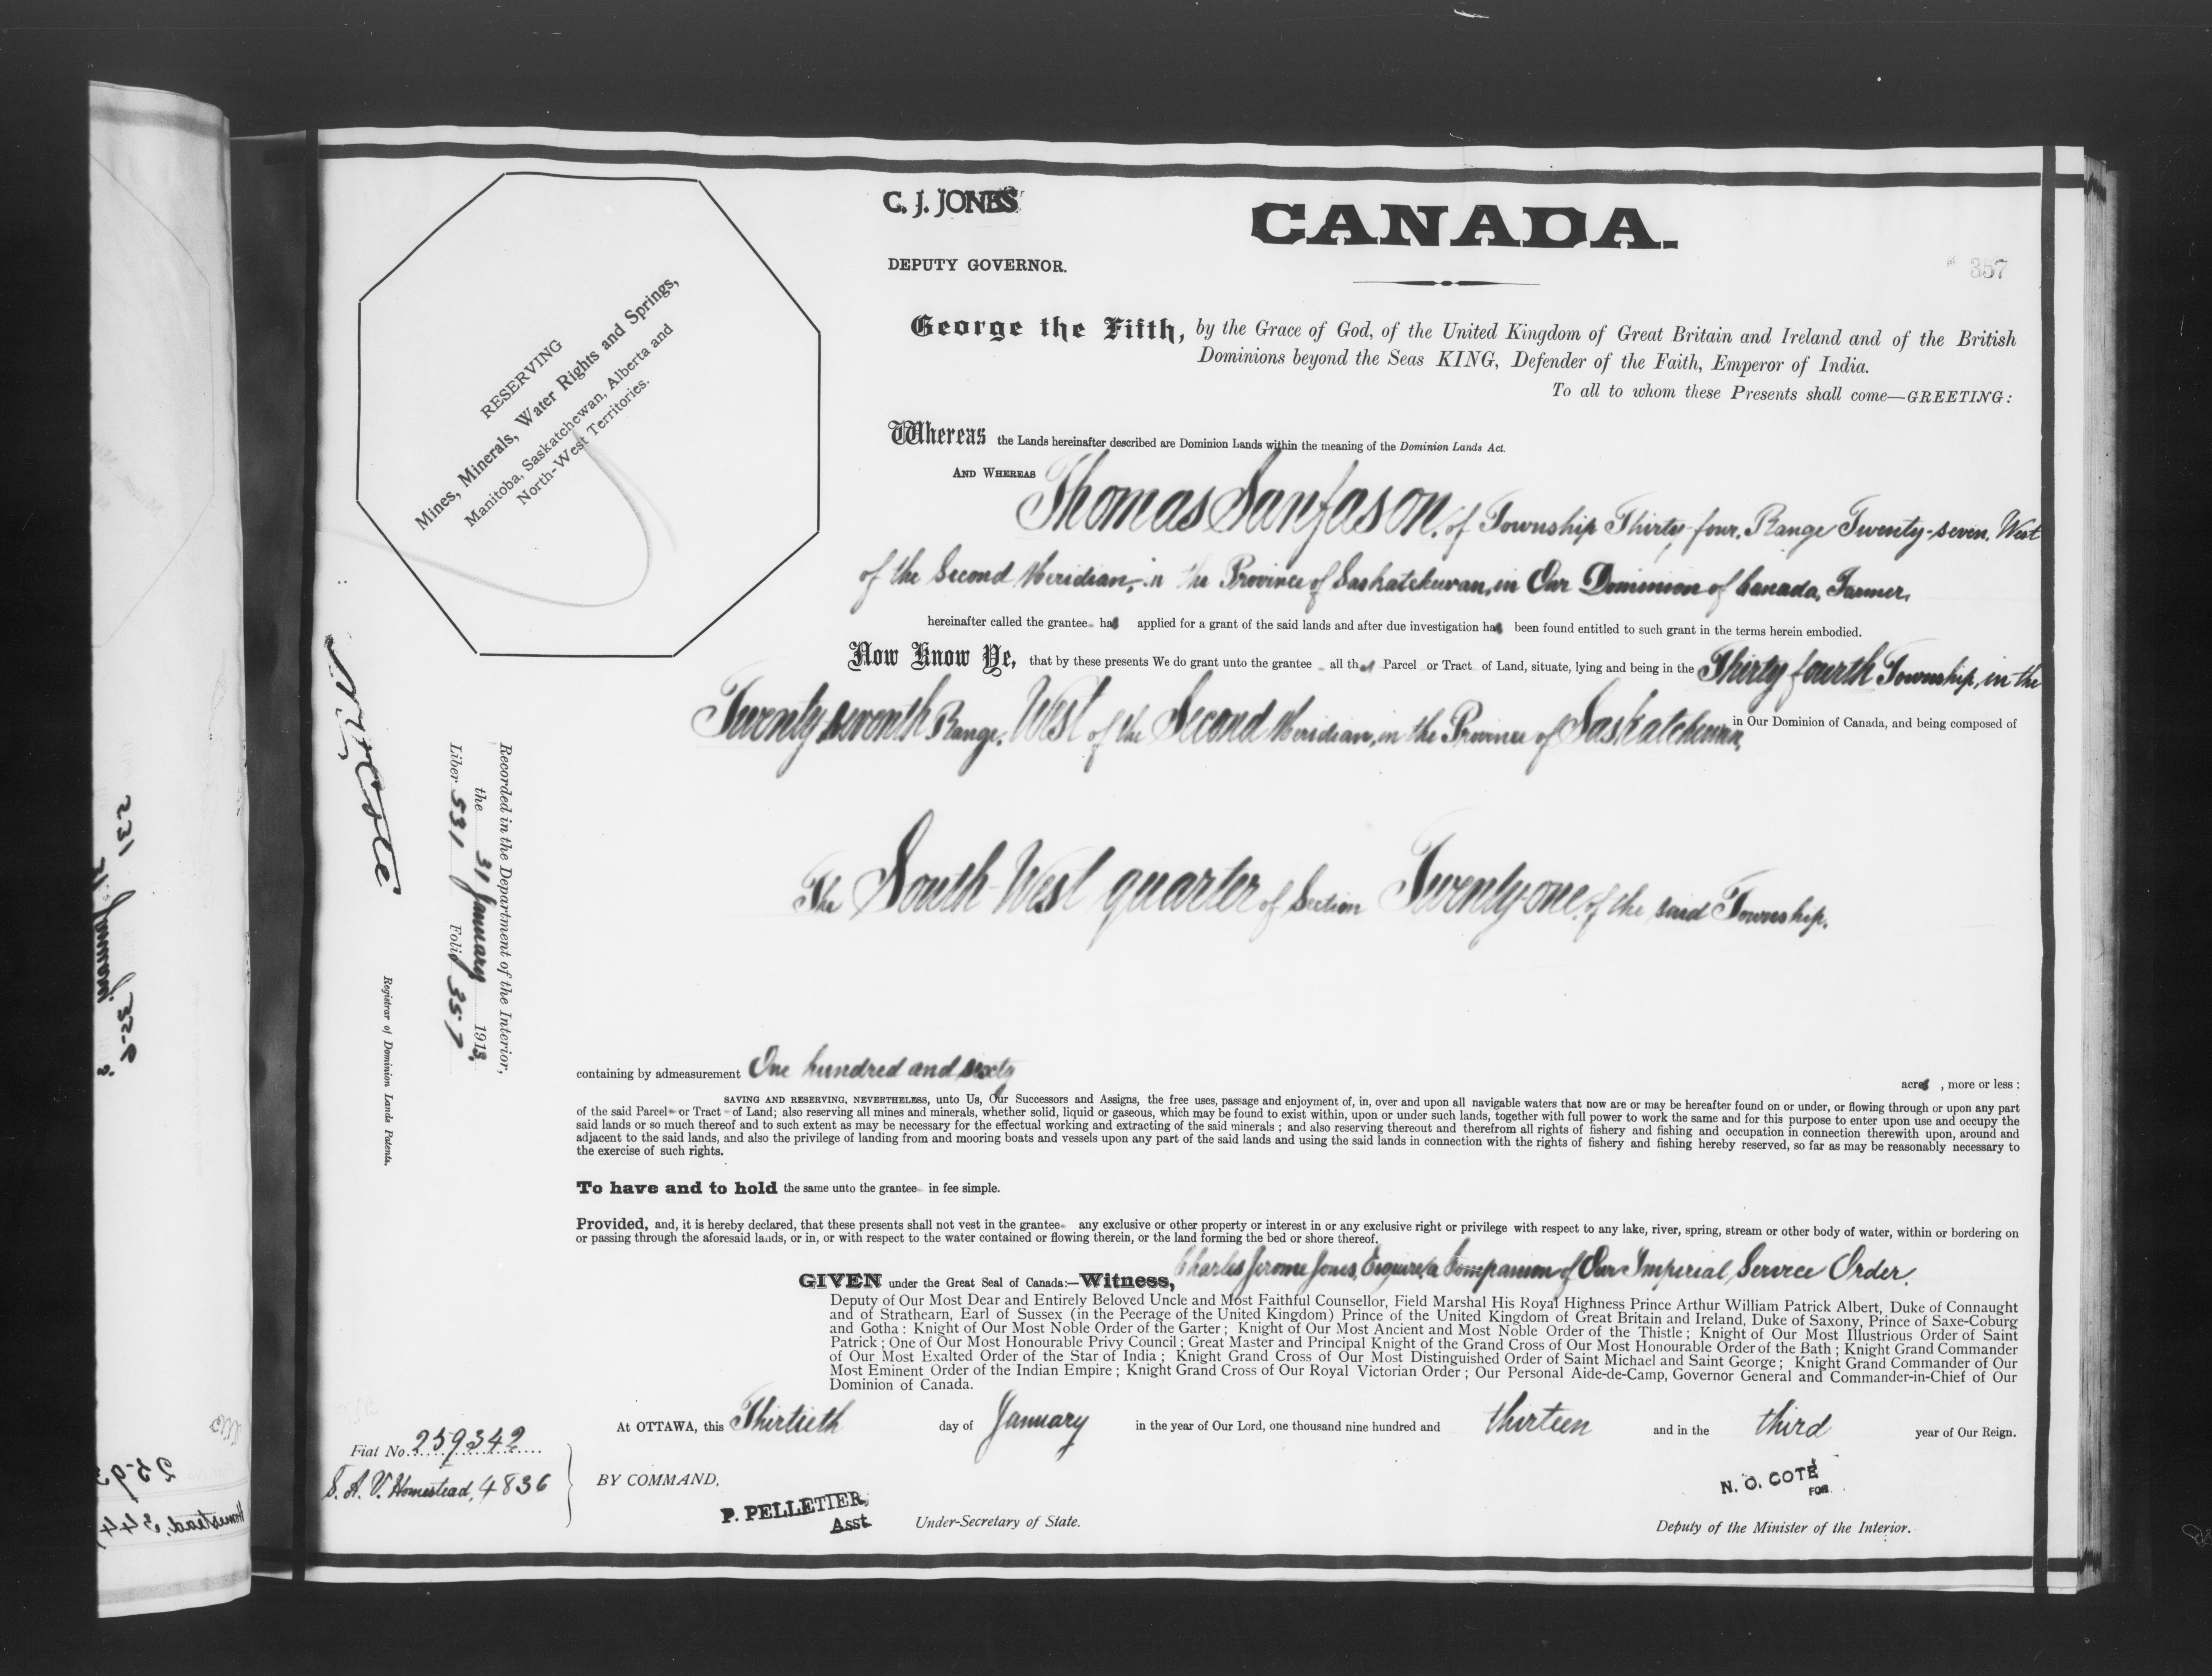 C. J. JONES
CANADA.
DEPUTY GOVERNOR.
357
George the Fifth, by the Grace of God, of the United Kingdom of Great Britain and Ireland and of the British
Dominions beyond the Seas KING, Defender of the Faith, Emperor of India.
To all to whom these Presents shall come—GREETING:
RESERVING
Mines, Minerals, Water Rights and Springs,
Manitoba, Saskatchewan, Alberta and
North-West Territories.
Whereas the Lands hereinafter described are Dominion Lands within the meaning of the Dominion Lands Act.
AND WHEREAS Thomas Sanfason, of Township Thirty-four, Range Twenty-seven, West
of the Second Meridian, in the Province of Saskatchewan, in Our Dominion of Canada, Farmer,
hereinafter called the grantee has applied for a grant of the said lands and after due investigation has been found entitled to such grant in the terms herein embodied.
Now Know Ye, that by these presents We do grant unto the grantee all that Parcel or Tract of Land, situate, lying and being in the Thirty fourth Township, in the
Twenty seventh Range, West of the Second Meridian, in the Province of Saskatchewan, in Our Dominion of Canada, and being composed of
The South West quarter of Section Twenty-one, of the said Township,
Recorded in the Department of the Interior,
the 31 January 1913,
Liber 531 Folio 357
N. O. Cote
Registrar of Dominion Lands Patents.
containing by admeasurement One hundred and sixty acres , more or less :
SAVING AND RESERVING, NEVERTHELESS, unto Us, Our Successors and Assigns, the free uses, passage and enjoyment of, in, over and upon all navigable waters that now are or may be hereafter found on or under, or flowing through or upon any part
of the said Parcel or Tract of Land; also reserving all mines and minerals, whether solid, liquid or gaseous, which may be found to exist within, upon or under such lands, together with full power to work the same and for this purpose to enter upon use and occupy the
said lands or so much thereof and to such extent as may be necessary for the effectual working and extracting of the said minerals ; and also reserving thereout and therefrom all rights of fishery and fishing and occupation in connection therewith upon, around and
adjacent to the said lands, and also the privilege of landing from and mooring boats and vessels upon any part of the said lands and using the said lands in connection with the rights of fishery and fishing hereby reserved, so far as may be reasonably necessary to
the exercise of such rights.
To have and to hold the same unto the grantee in fee simple.
Provided, and, it is hereby declared, that these presents shall not vest in the grantee any exclusive or other property or interest in or any exclusive right or privilege with respect to any lake, river, spring, stream or other body of water, within or bordering on
or passing through the aforesaid lands, or in, or with respect to the water contained or flowing therein, or the land forming the bed or shore thereof.
GIVEN under the Great Seal of Canada:—Witness, Charles Jerome Jones, Esquire, a Companion of Our Imperial Service Order.
Deputy of Our Most Dear and Entirely Beloved Uncle and Most Faithful Counsellor, Field Marshal His Royal Highness Prince Arthur William Patrick Albert, Duke of Connaught
and of Strathearn, Earl of Sussex (in the Peerage of the United Kingdom) Prince of the United Kingdom of Great Britain and Ireland, Duke of Saxony, Prince of Saxe-Coburg
and Gotha : Knight of Our Most Noble Order of the Garter ; Knight of Our Most Ancient and Most Noble Order of the Thistle ; Knight of Our Most Illustrious Order of Saint
Patrick ; One of Our Most Honourable Privy Council ; Great Master and Principal Knight of the Grand Cross of Our Most Honourable Order of the Bath ; Knight Grand Commander
of Our Most Exalted Order of the Star of India ; Knight Grand Cross of Our Most Distinguished Order of Saint Michael and Saint George ; Knight Grand Commander of Our
Most Eminent Order of the Indian Empire ; Knight Grand Cross of Our Royal Victorian Order ; Our Personal Aide-de-Camp, Governor General and Commander-in-Chief of Our
Dominion of Canada.
At OTTAWA, this Thirtieth day of January in the year of Our Lord, one thousand nine hundred and thirteen and in the third year of Our Reign.
Fiat No. 259342
S. A. V. Homestead, 4836
BY COMMAND,
P. PELLETIER,
Asst. Under-Secretary of State.
N. O. COTÉ
FOR
Deputy of the Minister of the Interior.